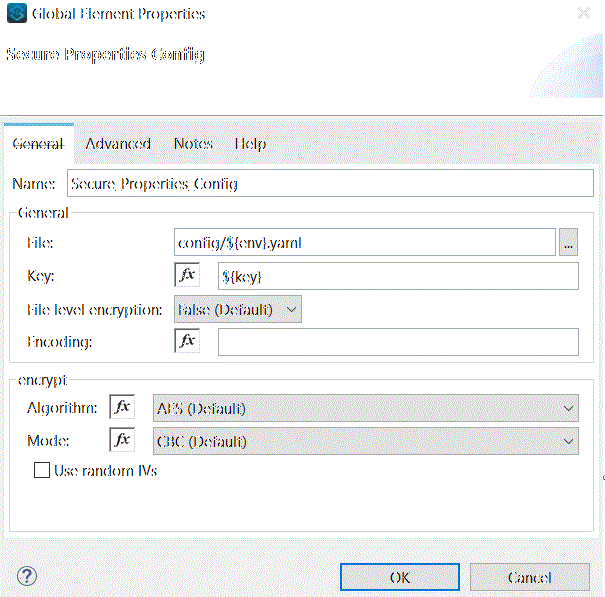 Global Element Properties
Secure Properties Config
General Advanced Notes Help
Name: Secure_Properties_Config
General
File: config/${env}.yaml ...
Key: fx ${key}
File level encryption: False (Default)
Encoding: fx
encrypt
Algorithm: fx AES (Default)
Mode: fx CBC (Default)
Use random IVs
? OK Cancel